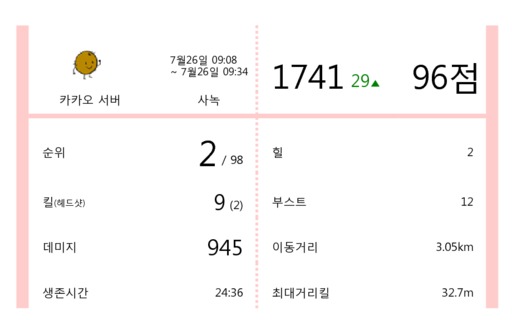 7월26일 09:08
~ 7월26일 09:34
카카오 서버
사녹
1741 29▲ 96점
순위 2 / 98
힐 2
킬(헤드샷) 9 (2)
부스트 12
데미지 945
이동거리 3.05km
생존시간 24:36
최대거리킬 32.7m